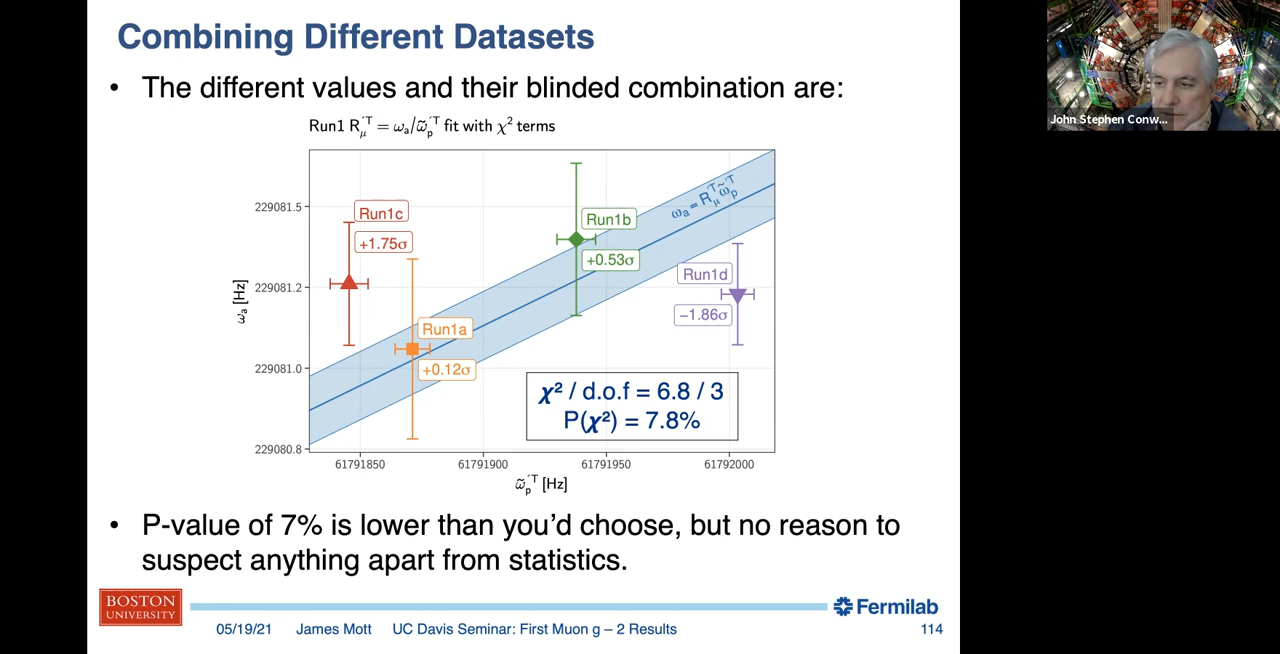 Combining Different Datasets
• The different values and their blinded combination are:
Run1 R´ᵀμ = ωa/ω̃´ᵀp fit with χ² terms
229081.5
229081.2
229081.0
229080.8
ωa [Hz]
Run1c
+1.75σ
Run1a
+0.12σ
Run1b
+0.53σ
Run1d
−1.86σ
ωa = R´ᵀμ ω̃´ᵀp
χ² / d.o.f = 6.8 / 3
P(χ²) = 7.8%
61791850 61791900 61791950 61792000
ω̃´ᵀp [Hz]
• P-value of 7% is lower than you’d choose, but no reason to
suspect anything apart from statistics.
BOSTON
UNIVERSITY
Fermilab
05/19/21 James Mott UC Davis Seminar: First Muon g – 2 Results 114
John Stephen Conw...